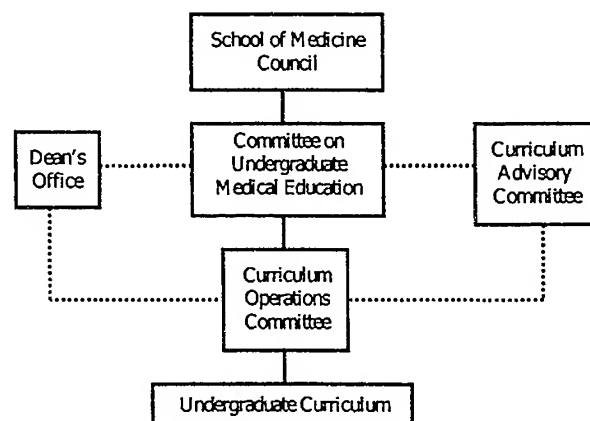 School of Medicine
Council
Committee on
Undergraduate
Medical Education
Dean's
Office
Curriculum
Advisory
Committee
Curriculum
Operations
Committee
Undergraduate Curriculum